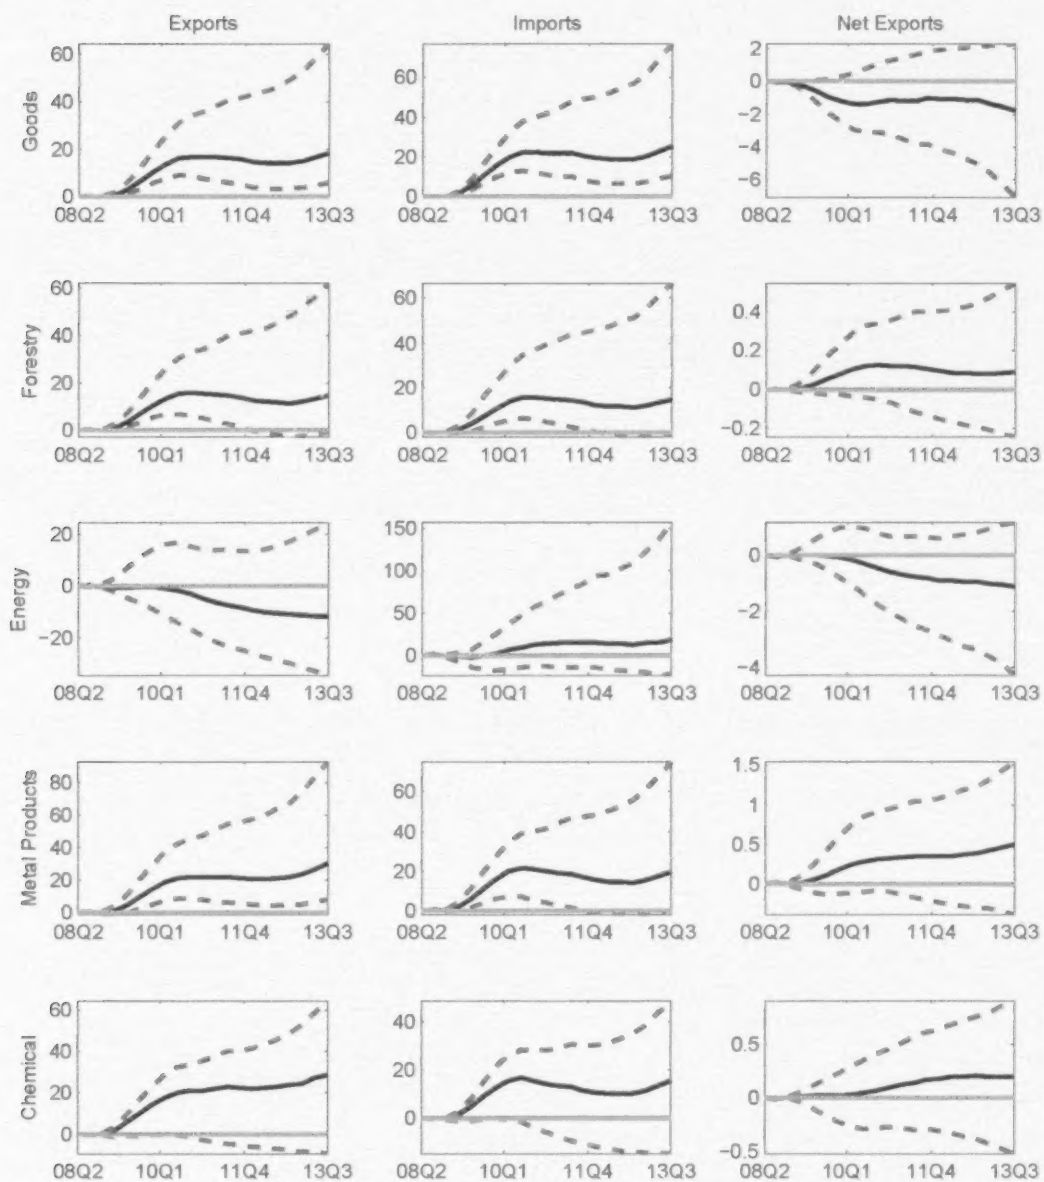 Exports Imports Net Exports
Goods
60 40 20 0
08Q2 10Q1 11Q4 13Q3
60 40 20 0
08Q2 10Q1 11Q4 13Q3
2 0 −2 −4 −6
08Q2 10Q1 11Q4 13Q3
Forestry
60 40 20 0
08Q2 10Q1 11Q4 13Q3
60 40 20 0
08Q2 10Q1 11Q4 13Q3
0.4 0.2 0 −0.2
08Q2 10Q1 11Q4 13Q3
Energy
20 0 −20
08Q2 10Q1 11Q4 13Q3
150 100 50 0
08Q2 10Q1 11Q4 13Q3
0 −2 −4
08Q2 10Q1 11Q4 13Q3
Metal Products
80 60 40 20 0
08Q2 10Q1 11Q4 13Q3
60 40 20 0
08Q2 10Q1 11Q4 13Q3
1.5 1 0.5 0
08Q2 10Q1 11Q4 13Q3
Chemical
60 40 20 0
08Q2 10Q1 11Q4 13Q3
40 20 0
08Q2 10Q1 11Q4 13Q3
0.5 0 −0.5
08Q2 10Q1 11Q4 13Q3